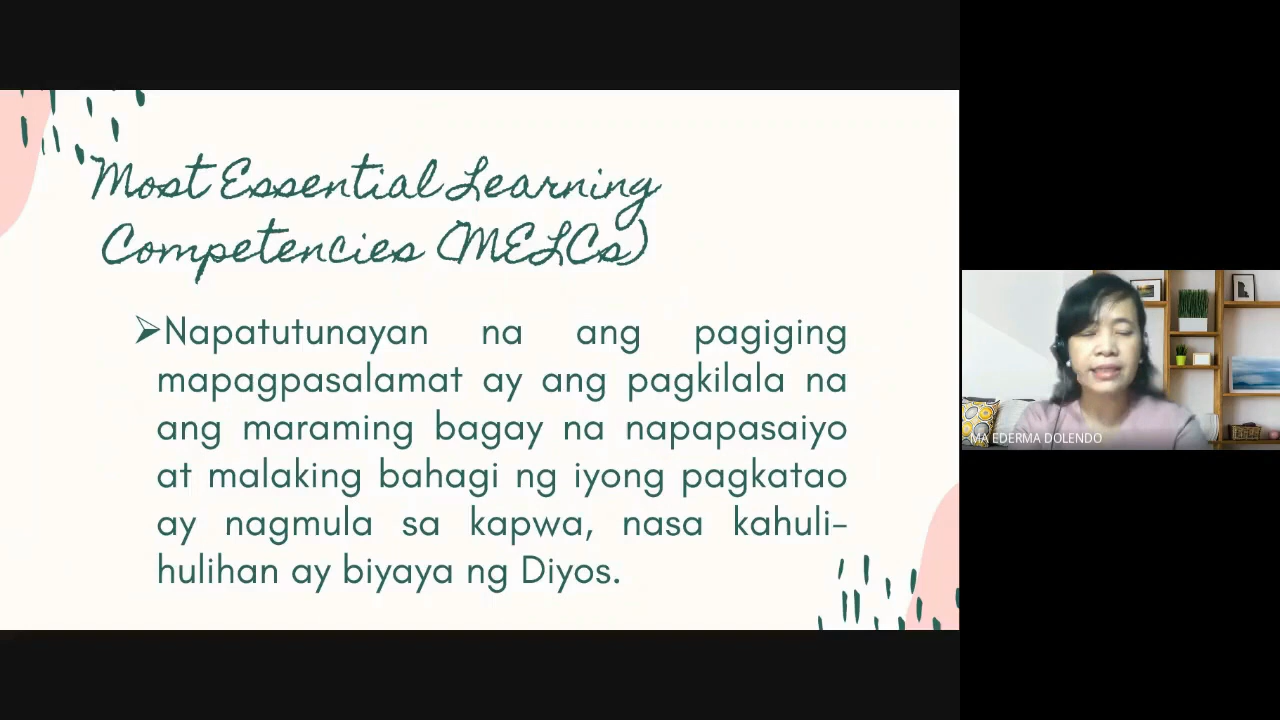 Most Essential Learning
Competencies (MELCs)
➢Napatutunayan na ang pagiging
mapagpasalamat ay ang pagkilala na
ang maraming bagay na napapasaiyo
at malaking bahagi ng iyong pagkatao
ay nagmula sa kapwa, nasa kahuli-
hulihan ay biyaya ng Diyos.
MA EDERMA DOLENDO